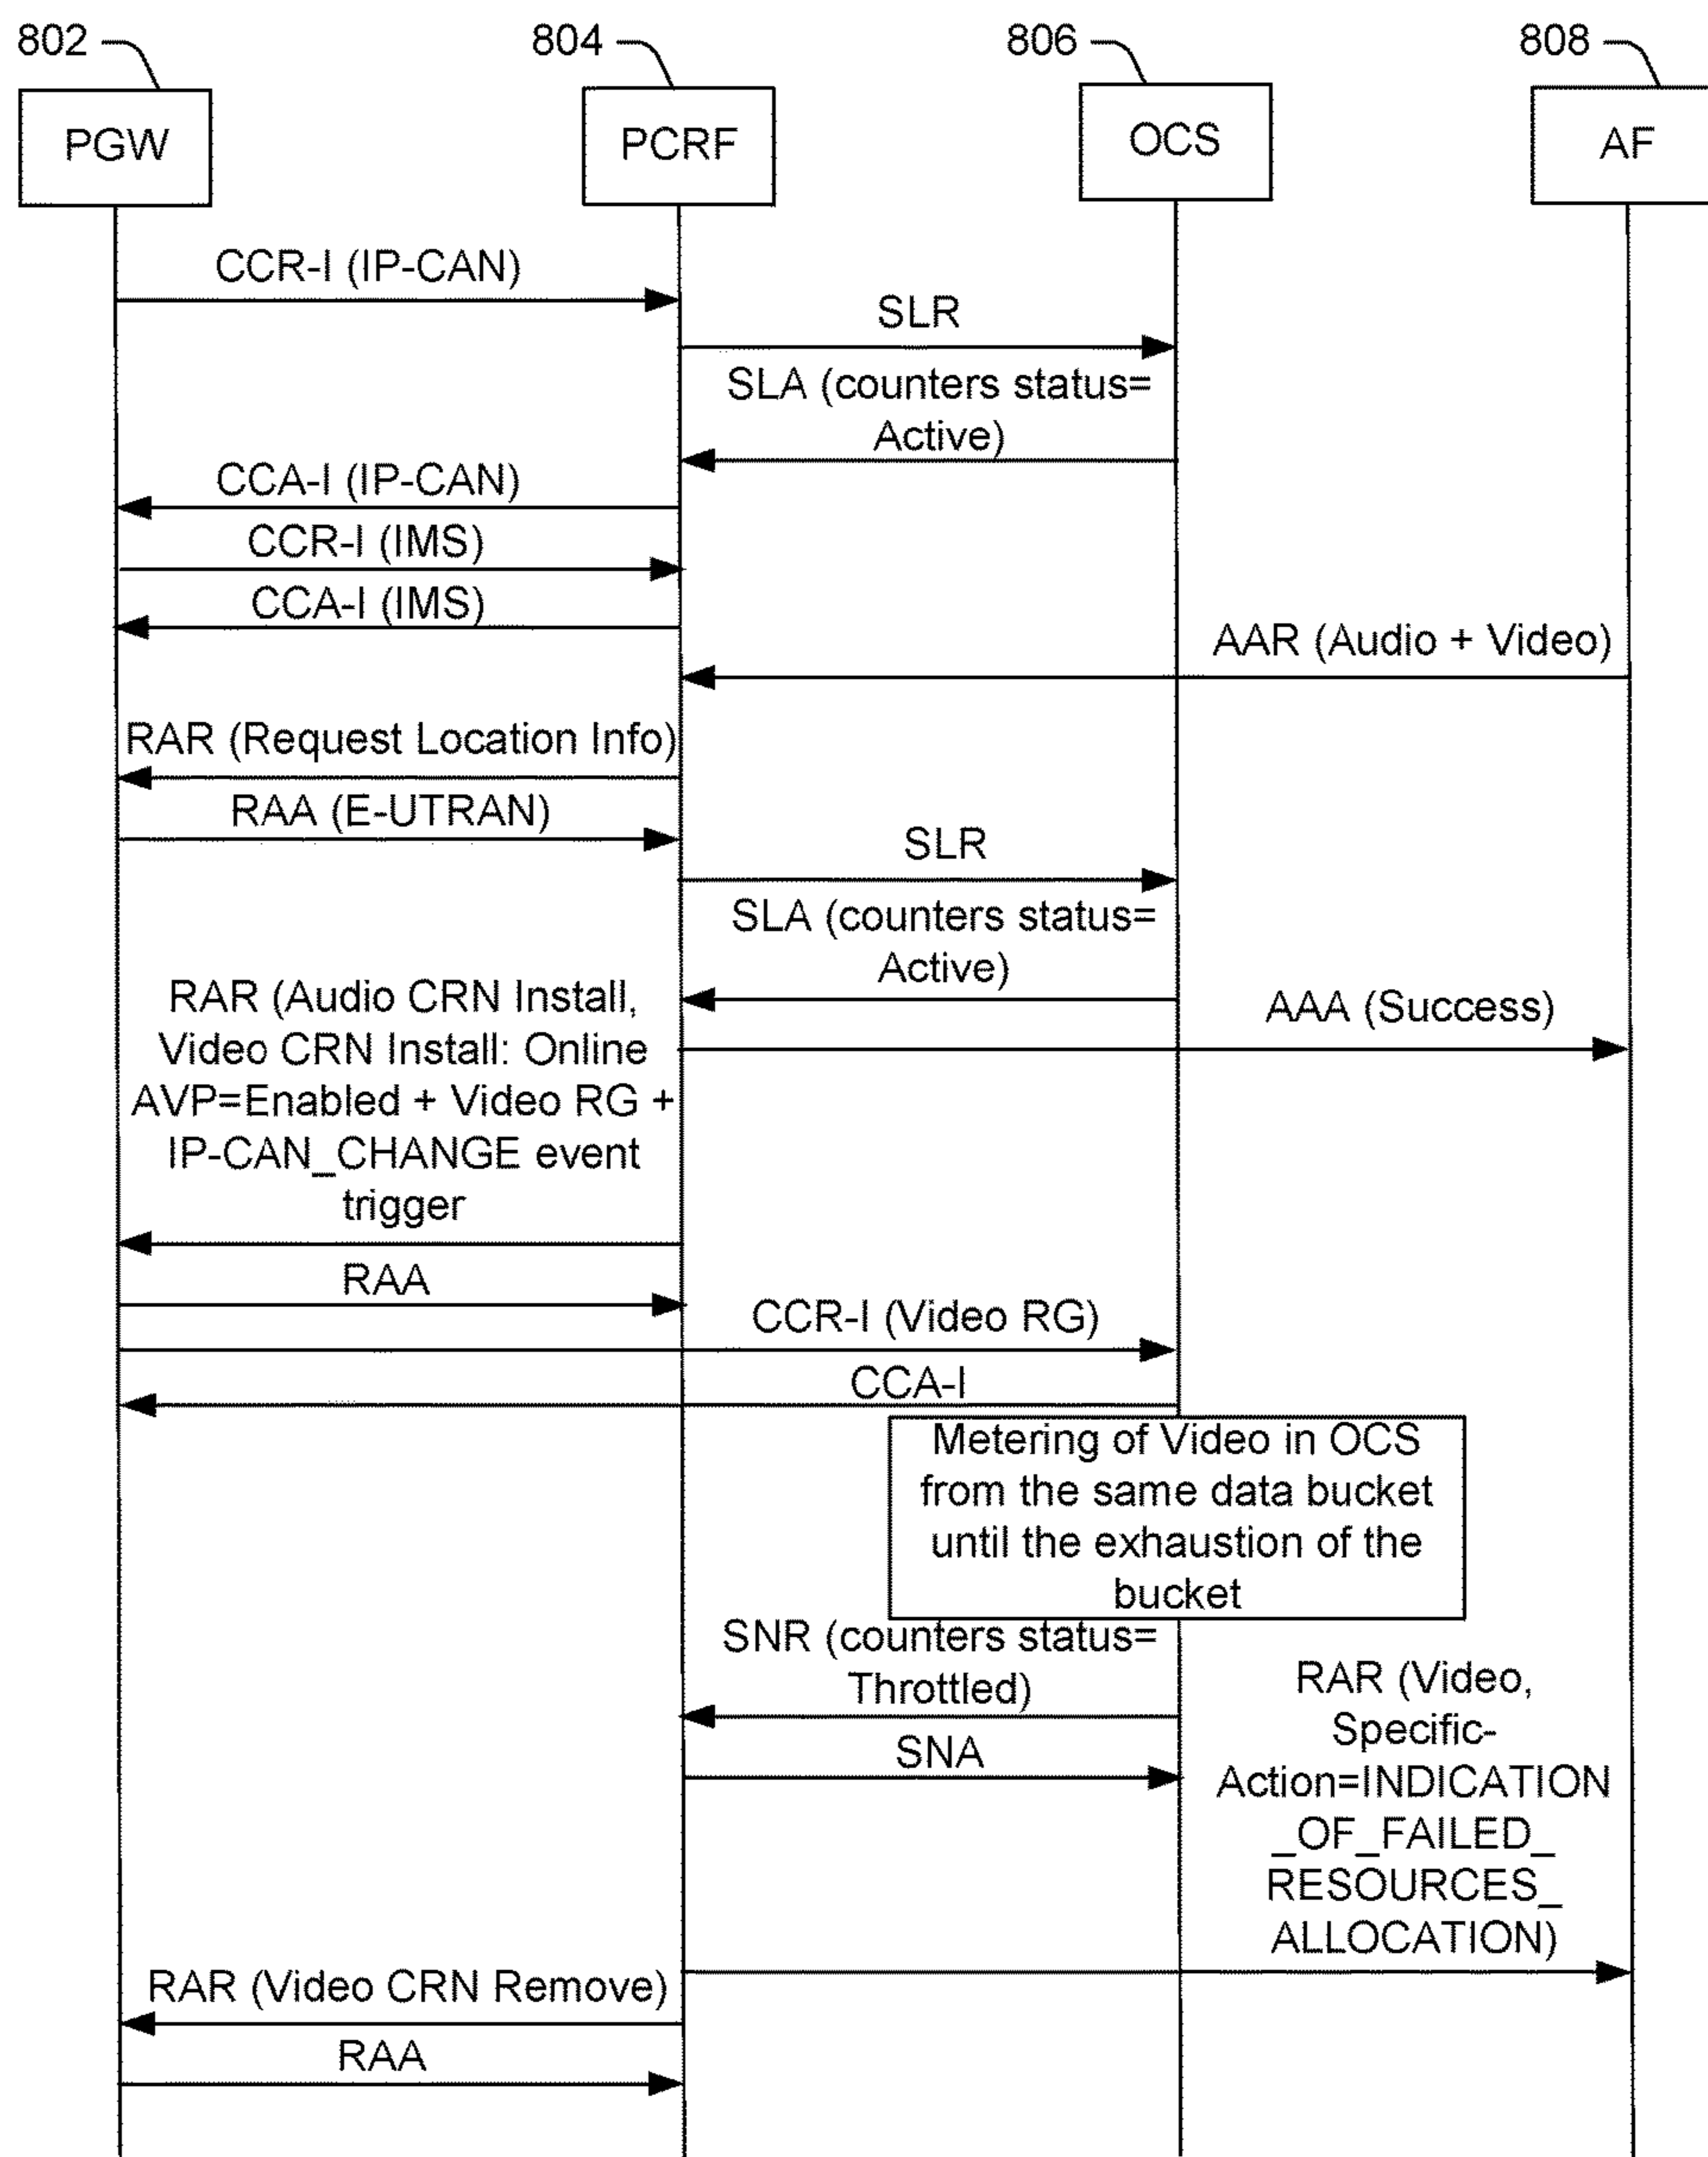 802
804
806
808
PGW
PCRF
OCS
AF
CCR-I (IP-CAN)
SLR
SLA (counters status=
Active)
CCA-I (IP-CAN)
CCR-I (IMS)
CCA-I (IMS)
AAR (Audio + Video)
RAR (Request Location Info)
RAA (E-UTRAN)
SLR
SLA (counters status=
Active)
RAR (Audio CRN Install,
Video CRN Install: Online
AVP=Enabled + Video RG +
IP-CAN_CHANGE event
trigger
AAA (Success)
RAA
CCR-I (Video RG)
CCA-I
Metering of Video in OCS
from the same data bucket
until the exhaustion of the
bucket
SNR (counters status=
Throttled)
SNA
RAR (Video,
Specific-
Action=INDICATION
_OF_FAILED_
RESOURCES_
ALLOCATION)
RAR (Video CRN Remove)
RAA